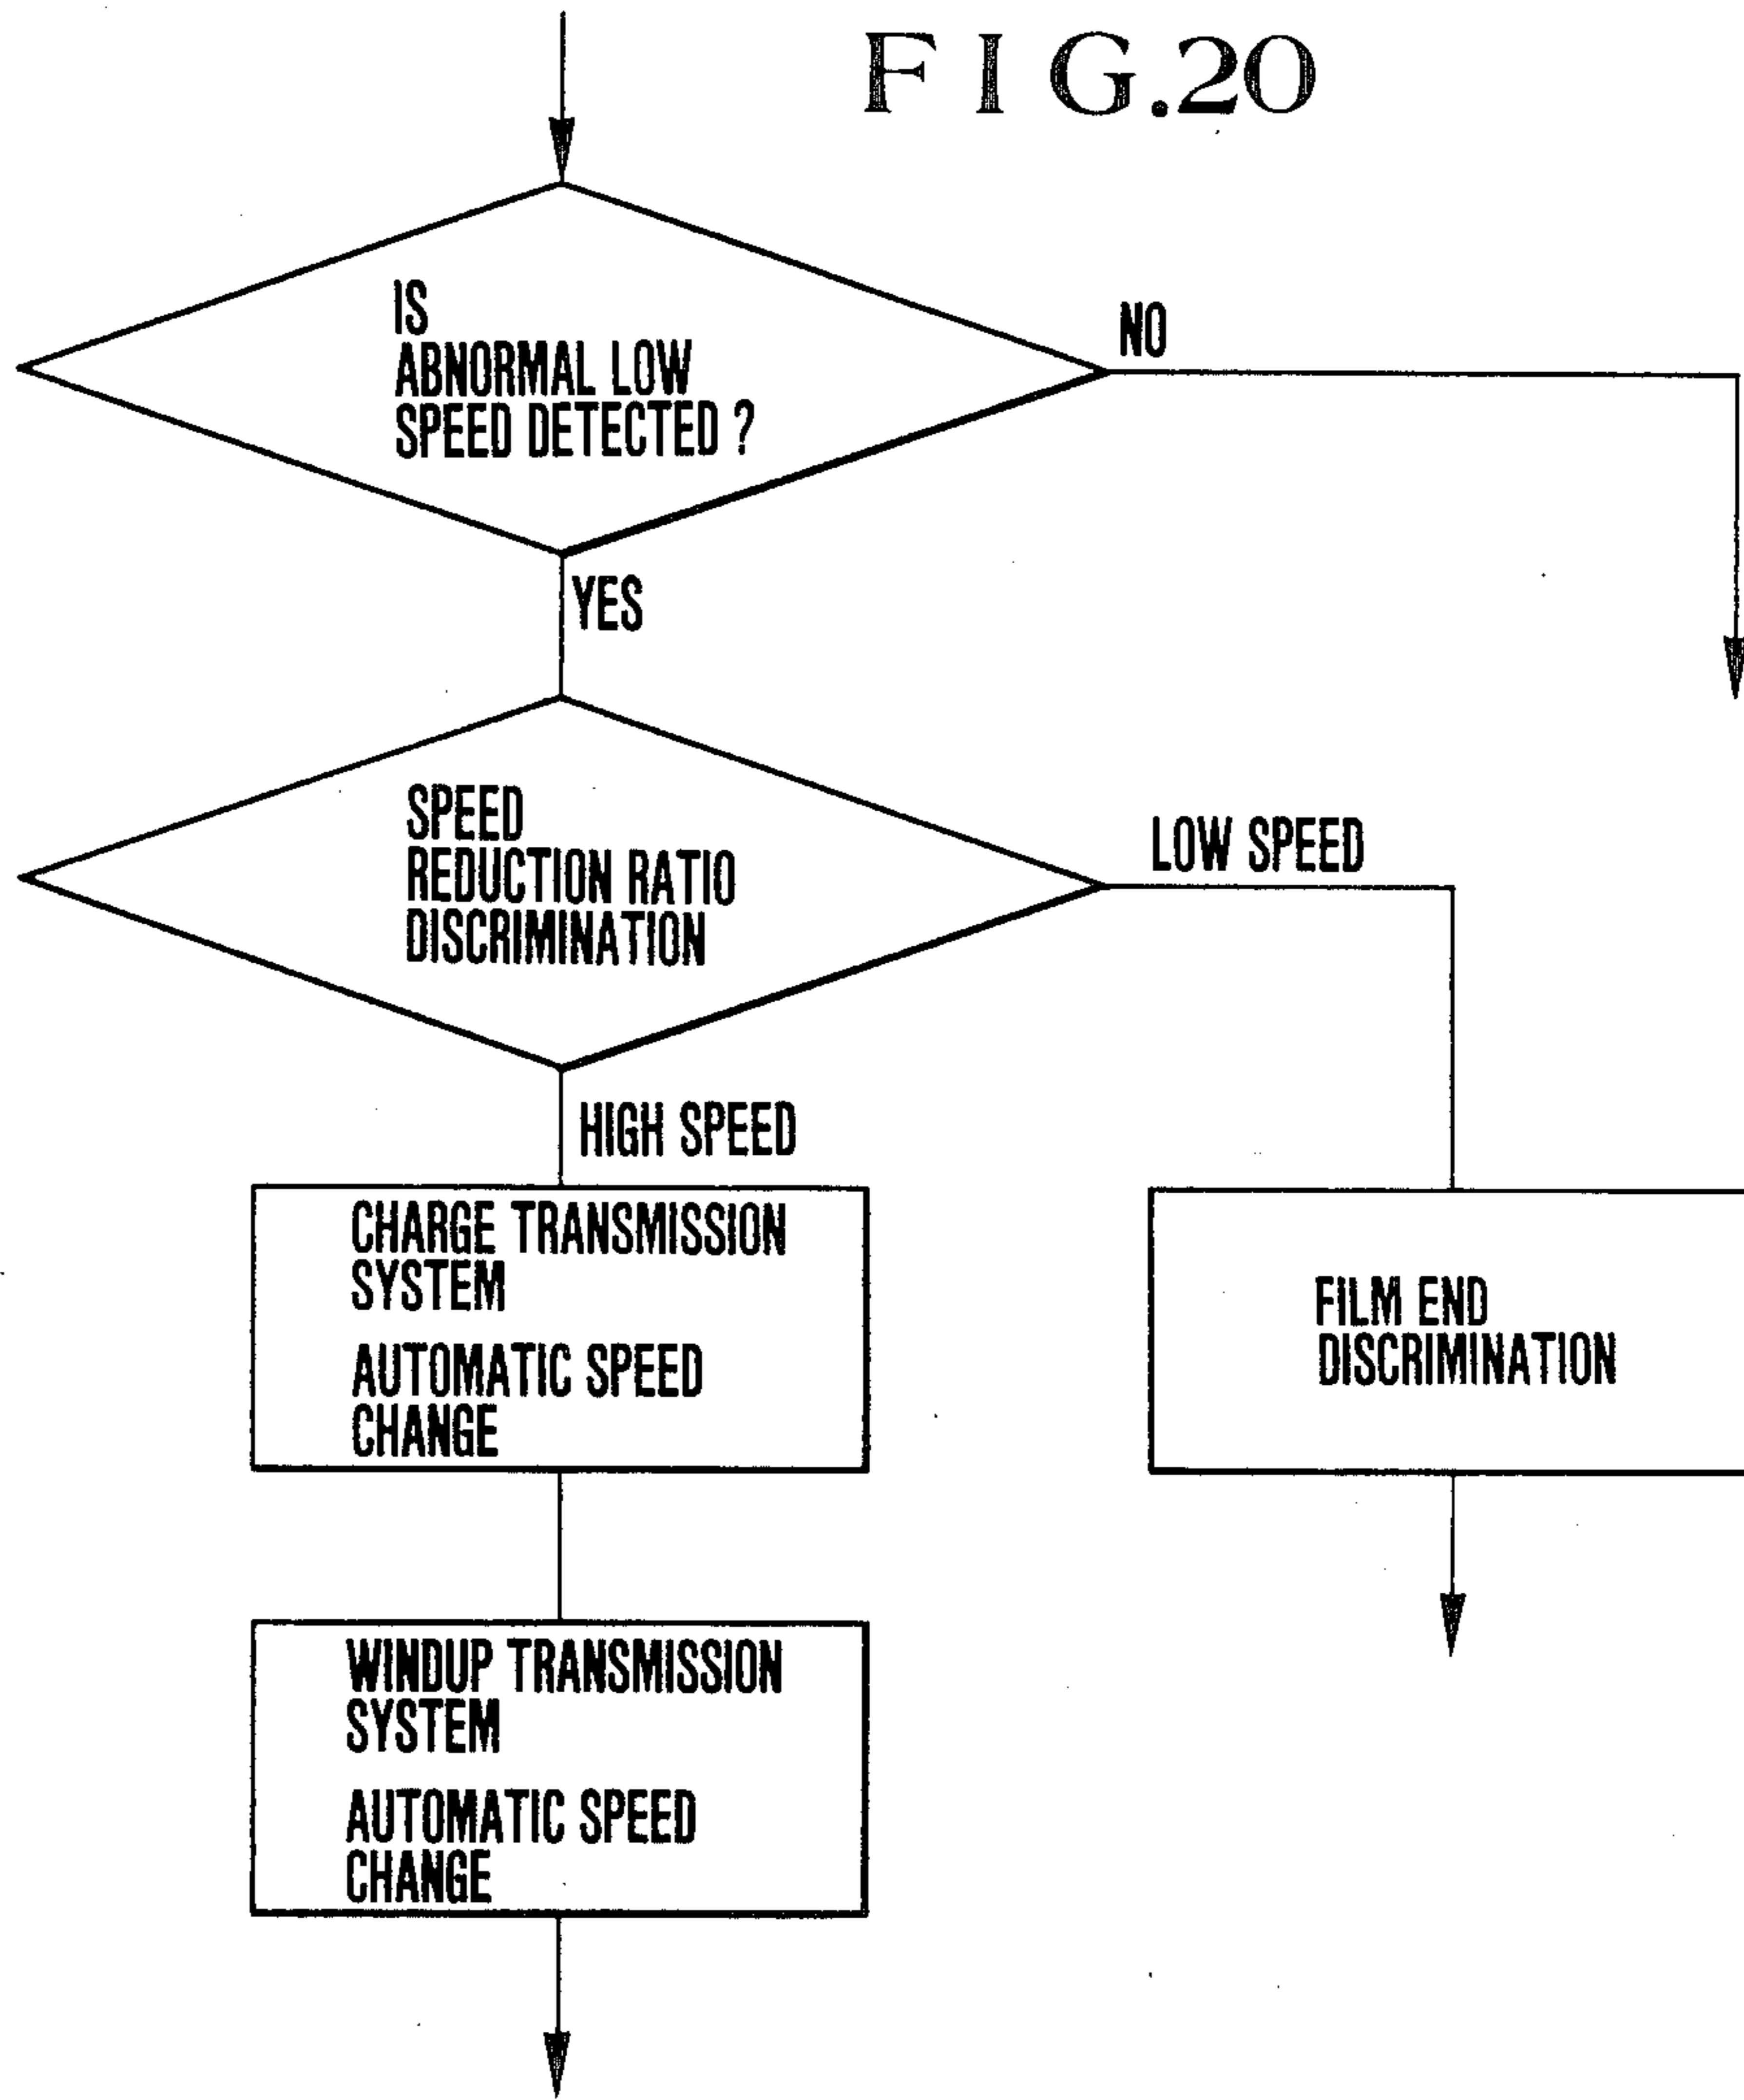 FIG.20
IS
ABNORMAL LOW
SPEED DETECTED ?
NO
YES
SPEED
REDUCTION RATIO
DISCRIMINATION
LOW SPEED
HIGH SPEED
CHARGE TRANSMISSION
SYSTEM
AUTOMATIC SPEED
CHANGE
FILM END
DISCRIMINATION
WINDUP TRANSMISSION
SYSTEM
AUTOMATIC SPEED
CHANGE